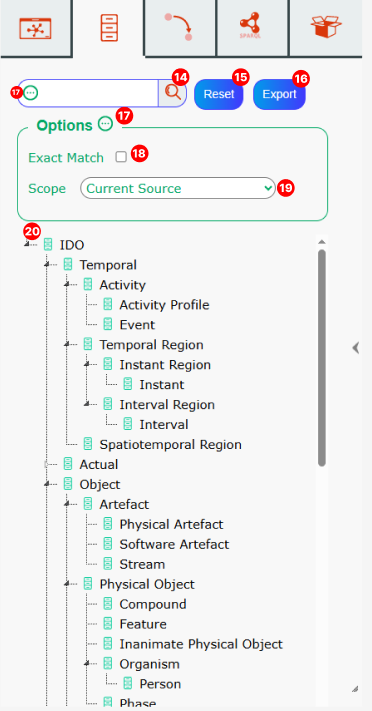 SPARQL
14
15
16
17
Reset
Export
Options
17
Exact Match
18
Scope
Current Source
19
20
IDO
Temporal
Activity
Activity Profile
Event
Temporal Region
Instant Region
Instant
Interval Region
Interval
Spatiotemporal Region
Actual
Object
Artefact
Physical Artefact
Software Artefact
Stream
Physical Object
Compound
Feature
Inanimate Physical Object
Organism
Person
Phase